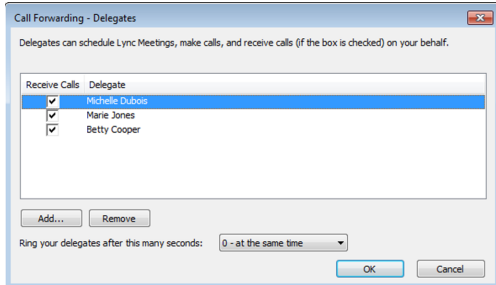 Call Forwarding - Delegates
Delegates can schedule Lync Meetings, make calls, and receive calls (if the box is checked) on your behalf.
Receive Calls Delegate
Michelle Dubois
Marie Jones
Betty Cooper
Add... Remove
Ring your delegates after this many seconds: 0 - at the same time
OK Cancel